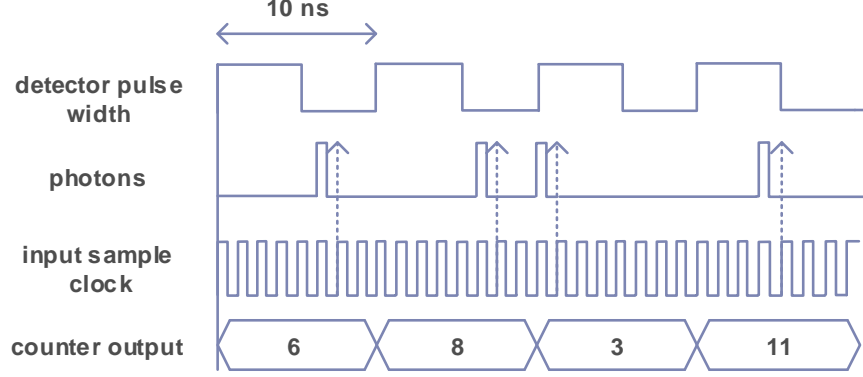 10 ns
detector pulse
width
photons
input sample
clock
counter output
6
8
3
11